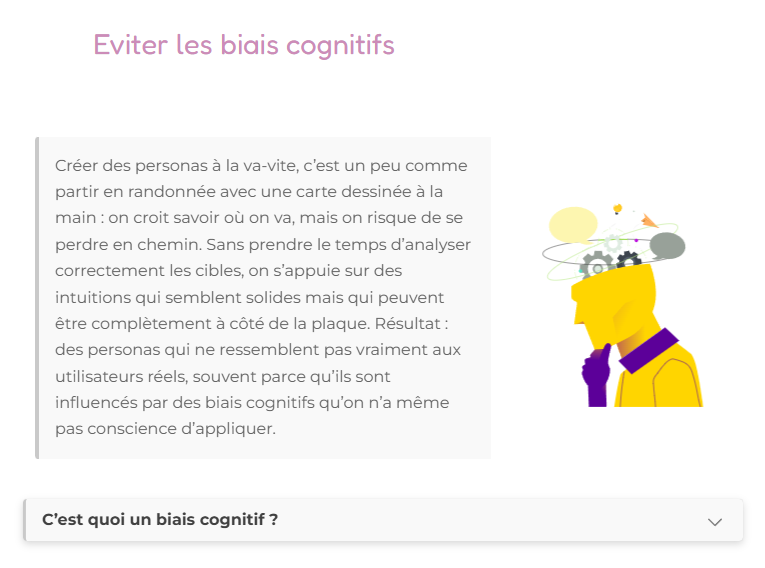 Eviter les biais cognitifs
Créer des personas à la va-vite, c’est un peu comme
partir en randonnée avec une carte dessinée à la
main : on croit savoir où on va, mais on risque de se
perdre en chemin. Sans prendre le temps d’analyser
correctement les cibles, on s’appuie sur des
intuitions qui semblent solides mais qui peuvent
être complètement à côté de la plaque. Résultat :
des personas qui ne ressemblent pas vraiment aux
utilisateurs réels, souvent parce qu’ils sont
influencés par des biais cognitifs qu’on n’a même
pas conscience d’appliquer.
C’est quoi un biais cognitif ?